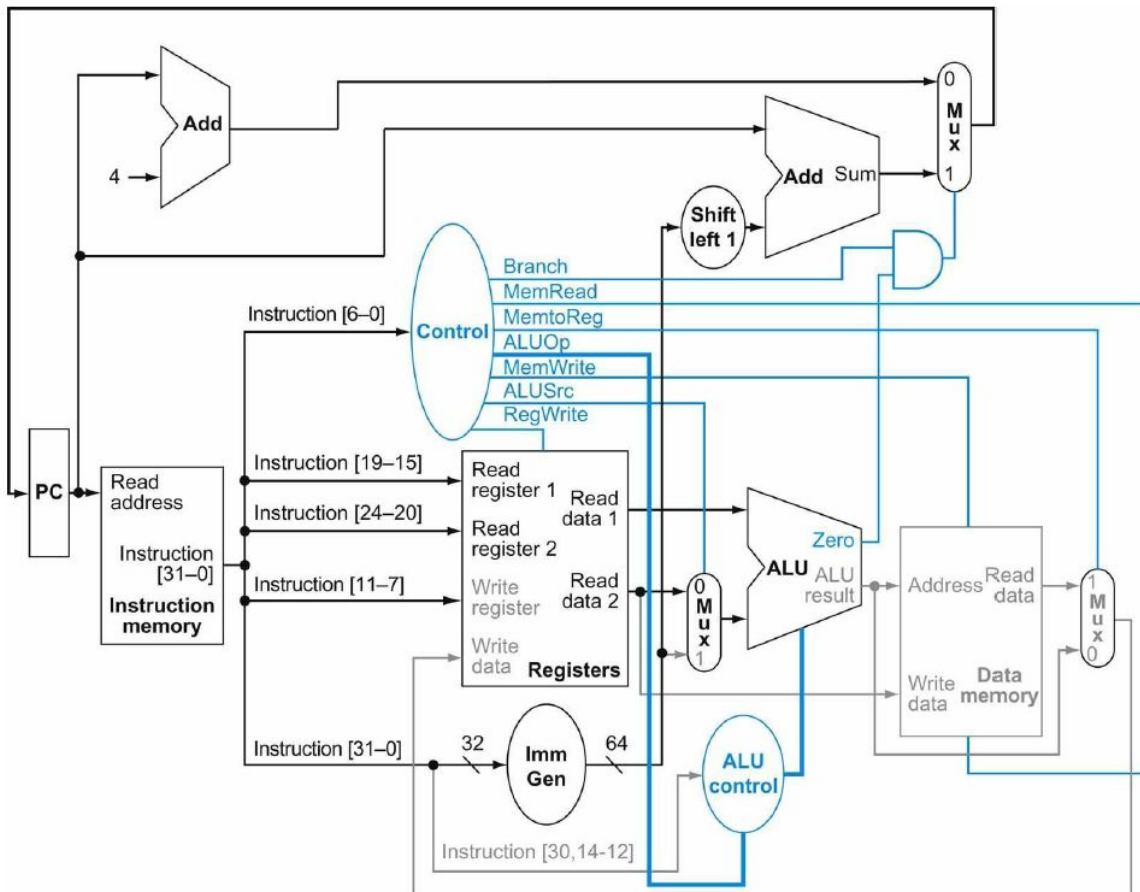 Add
4
Add Sum
0
Mux
1
Shift
left 1
Branch
MemRead
MemtoReg
ALUOp
MemWrite
ALUSrc
RegWrite
Control
Instruction [6–0]
PC
Read
address
Instruction
[31–0]
Instruction
memory
Instruction [19–15]
Instruction [24–20]
Instruction [11–7]
Instruction [31–0]
Read
register 1
Read
register 2
Write
register
Write
data
Read
data 1
Read
data 2
Registers
0
Mux
1
ALU
Zero
ALU
result
Address
Read
data
Write
data
Data
memory
1
Mux
0
32
Imm
Gen
64
ALU
control
Instruction [30,14-12]